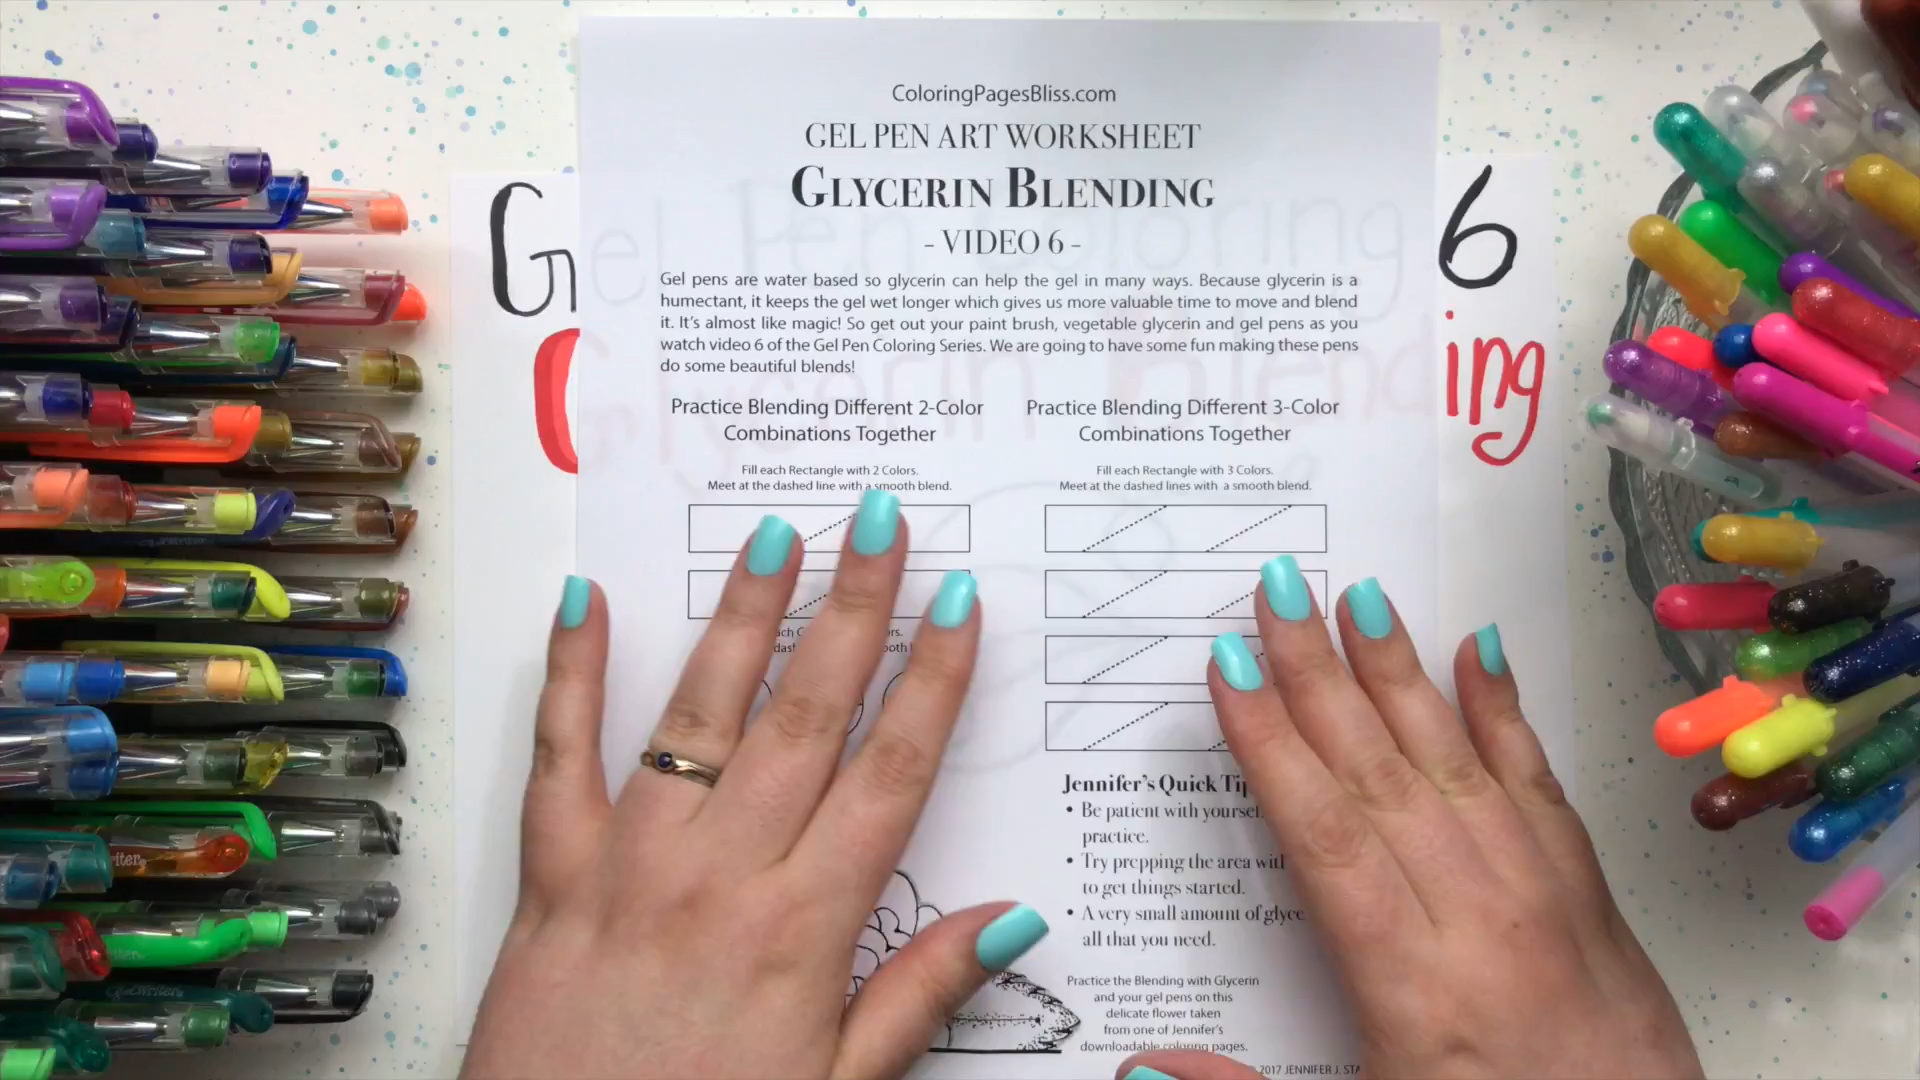 ColoringPagesBliss.com
GEL PEN ART WORKSHEET
GLYCERIN BLENDING
- VIDEO 6 -
Gel pens are water based so glycerin can help the gel in many ways. Because glycerin is a
humectant, it keeps the gel wet longer which gives us more valuable time to move and blend
it. It's almost like magic! So get out your paint brush, vegetable glycerin and gel pens as you
watch video 6 of the Gel Pen Coloring Series. We are going to have some fun making these pens
do some beautiful blends!
Practice Blending Different 2-Color
Combinations Together
Fill each Rectangle with 2 Colors.
Meet at the dashed line with a smooth blend.
Practice Blending Different 3-Color
Combinations Together
Fill each Rectangle with 3 Colors.
Meet at the dashed lines with a smooth blend.
Jennifer's Quick
• Be patient with
practice.
• Try prepping the area
to get things started.
• A very small amount of
all that you need.
Practice the Blending with Glycerin
and your gel pens on this
delicate flower taken
from one of Jennifer's
downloadable coloring pages.
2017 JENNIFER J.
Gel Pen Coloring 6
Glycerin Blending
GelWriter